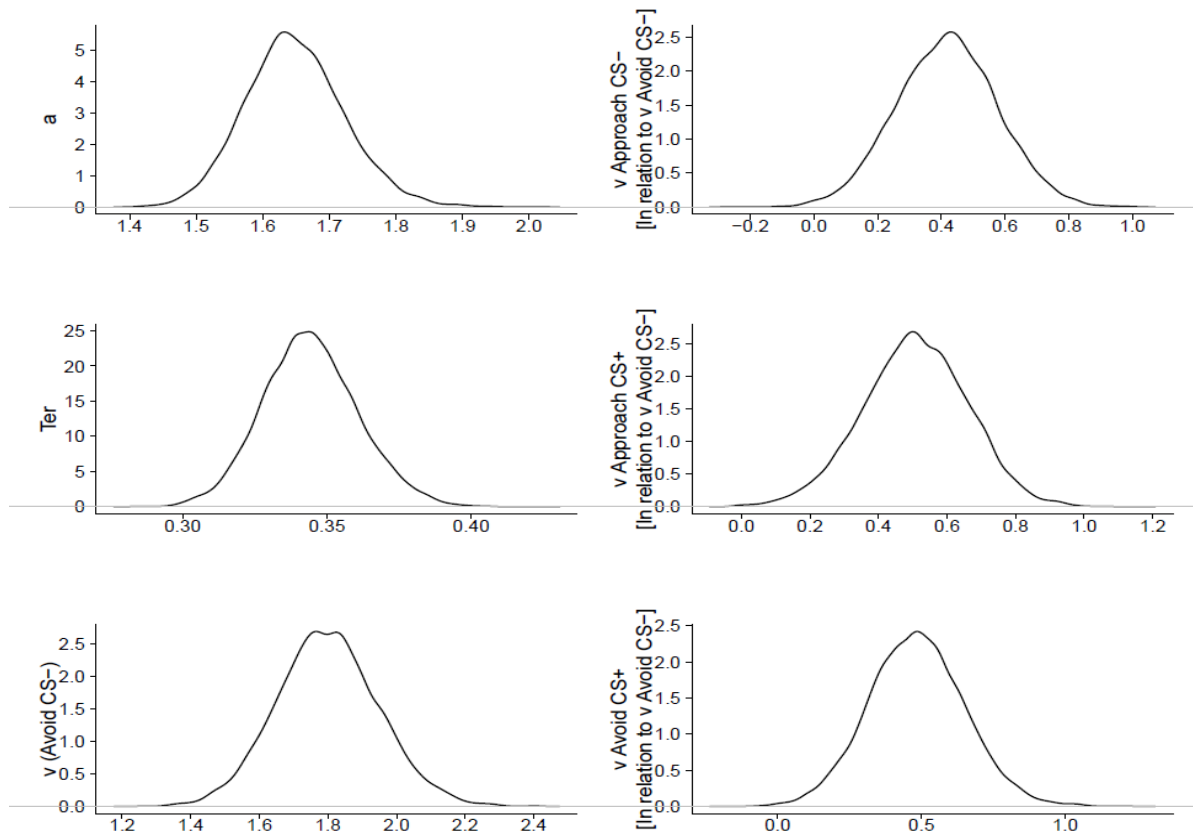 a
5
4
3
2
1
0
1.4 1.5 1.6 1.7 1.8 1.9 2.0
v Approach CS−
[In relation to v Avoid CS−]
2.5
2.0
1.5
1.0
0.5
0.0
−0.2 0.0 0.2 0.4 0.6 0.8 1.0
Ter
25
20
15
10
5
0
0.30 0.35 0.40
v Approach CS+
[In relation to v Avoid CS−]
2.5
2.0
1.5
1.0
0.5
0.0
0.0 0.2 0.4 0.6 0.8 1.0 1.2
v (Avoid CS−)
2.5
2.0
1.5
1.0
0.5
0.0
1.2 1.4 1.6 1.8 2.0 2.2 2.4
v Avoid CS+
[In relation to v Avoid CS−]
2.5
2.0
1.5
1.0
0.5
0.0
0.0 0.5 1.0